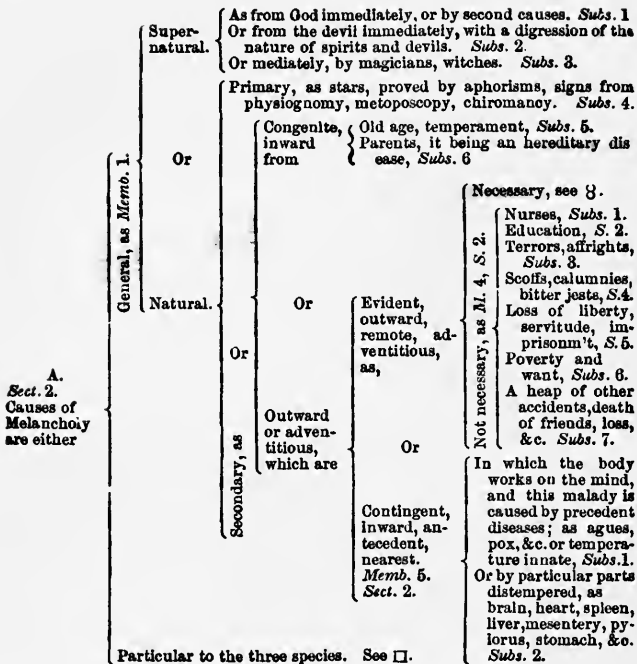 As from God immediately, or by second causes. Subs. 1
Or from the devil immediately, with a digression of the
nature of spirits and devils. Subs. 2.
Or mediately, by magicians, witches. Subs. 3.
Super-
natural.
Primary, as stars, proved by aphorisms, signs from
physiognomy, metoposcopy, chiromancy. Subs. 4.
General, as Memb. 1.
Or
Congenite,
inward
from
Old age, temperament, Subs. 5.
Parents, it being an hereditary dis
ease, Subs. 6
Natural.
Or
Secondary, as
Or
Outward
or adven-
titious,
which are
Evident,
outward,
remote, ad-
ventitious,
as,
Necessary, see ȣ.
Not necessary, as M. 4, S. 2.
Nurses, Subs. 1.
Education, S. 2.
Terrors, affrights,
Subs. 3.
Scoffs, calumnies,
bitter jests, S.4.
Loss of liberty,
servitude, im-
prisonm't, S. 5.
Poverty and
want, Subs. 6.
A heap of other
accidents, death
of friends, loss,
&c. Subs. 7.
A.
Sect. 2.
Causes of
Melancholy
are either
Or
Contingent,
inward, an-
tecedent,
nearest.
Memb. 5.
Sect. 2.
In which the body
works on the mind,
and this malady is
caused by precedent
diseases; as agues,
pox, &c. or tempera-
ture innate, Subs.1.
Or by particular parts
distempered, as
brain, heart, spleen,
liver, mesentery, py-
lorus, stomach, &c.
Subs. 2.
Particular to the three species. See □.